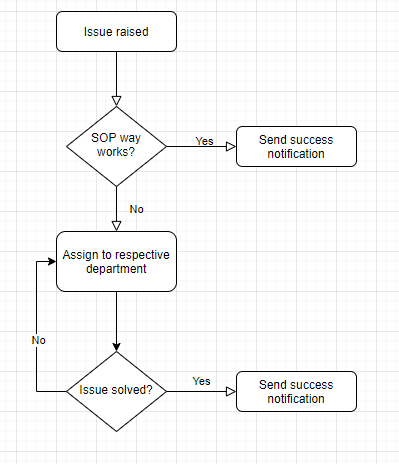 Issue raised
SOP way
works?
Yes
Send success
notification
No
Assign to respective
department
No
Issue solved?
Yes
Send success
notification